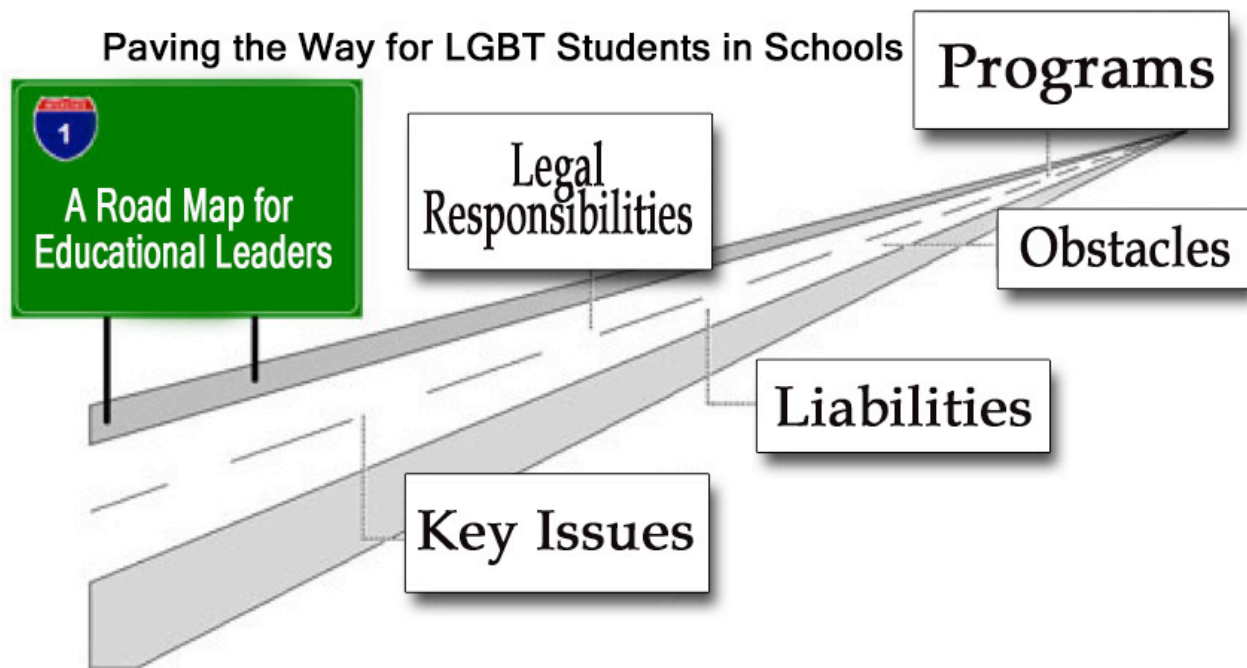 Paving the Way for LGBT Students in Schools
1
A Road Map for
Educational Leaders
Programs
Legal
Responsibilities
Obstacles
Liabilities
Key Issues